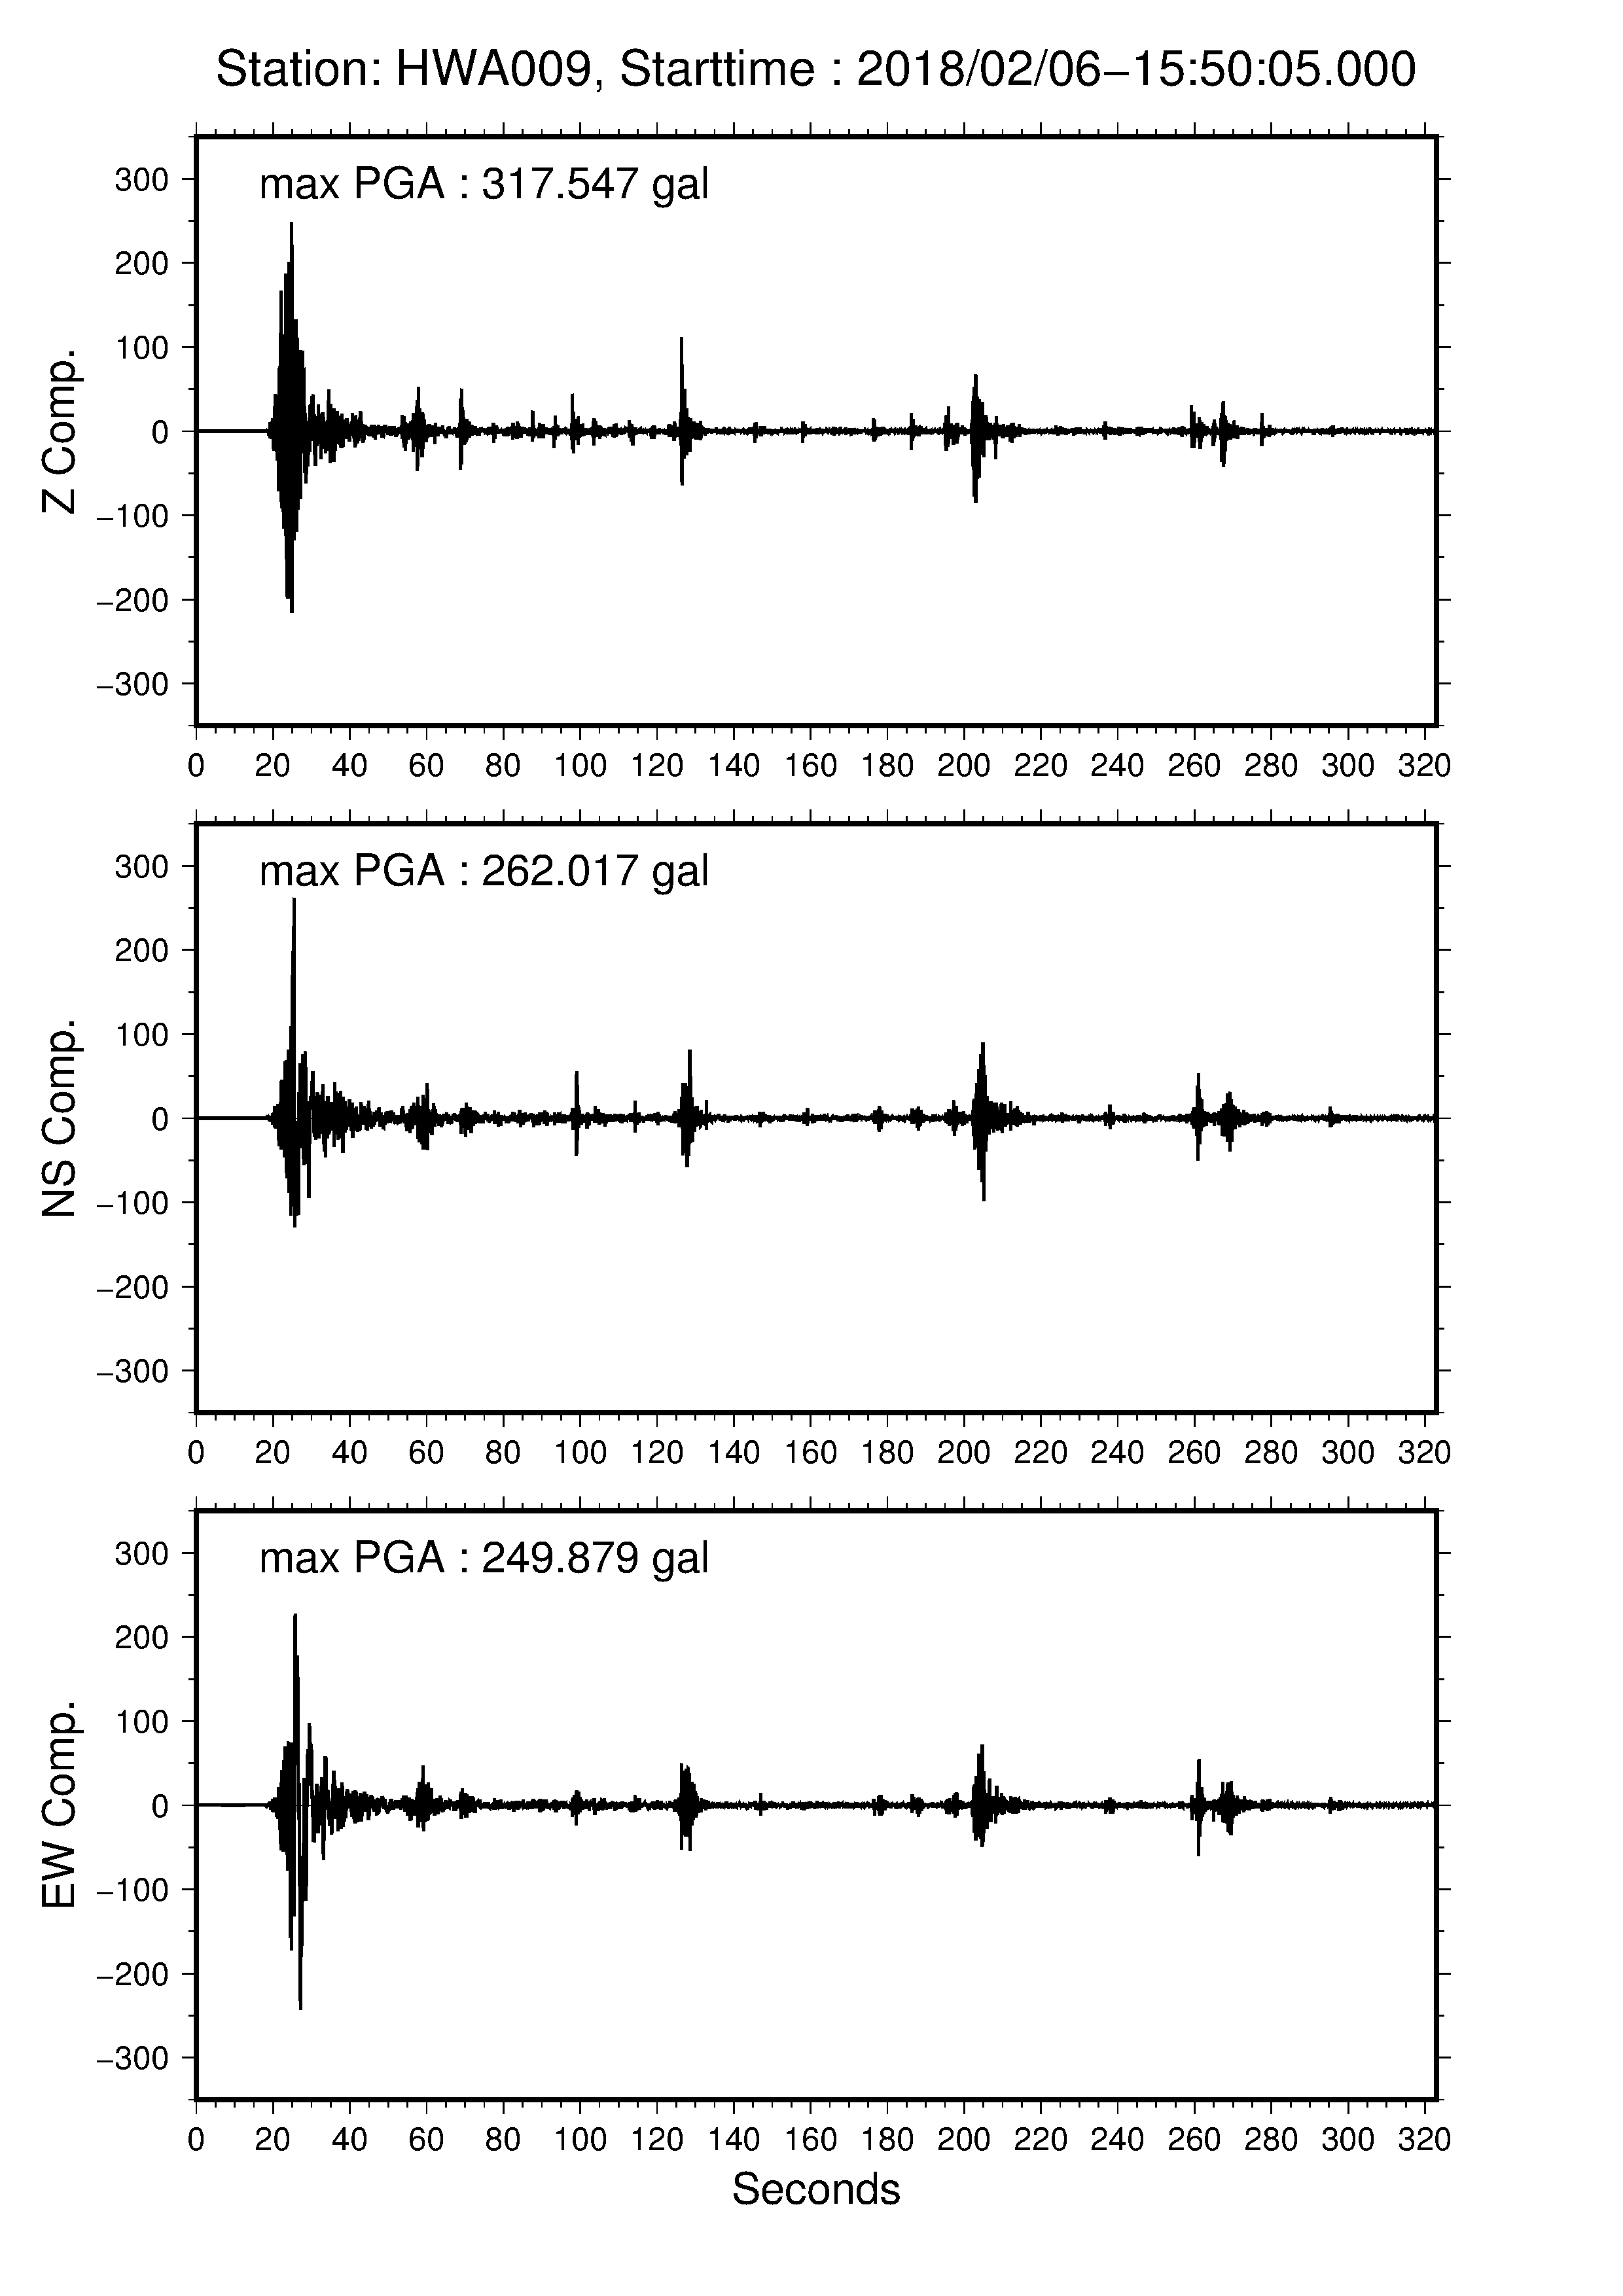 Station: HWA009, Starttime : 2018/02/06−15:50:05.000
max PGA : 317.547 gal
300
200
100
0
−100
−200
−300
Z Comp.
0 20 40 60 80 100 120 140 160 180 200 220 240 260 280 300 320
max PGA : 262.017 gal
300
200
100
0
−100
−200
−300
NS Comp.
0 20 40 60 80 100 120 140 160 180 200 220 240 260 280 300 320
max PGA : 249.879 gal
300
200
100
0
−100
−200
−300
EW Comp.
0 20 40 60 80 100 120 140 160 180 200 220 240 260 280 300 320
Seconds